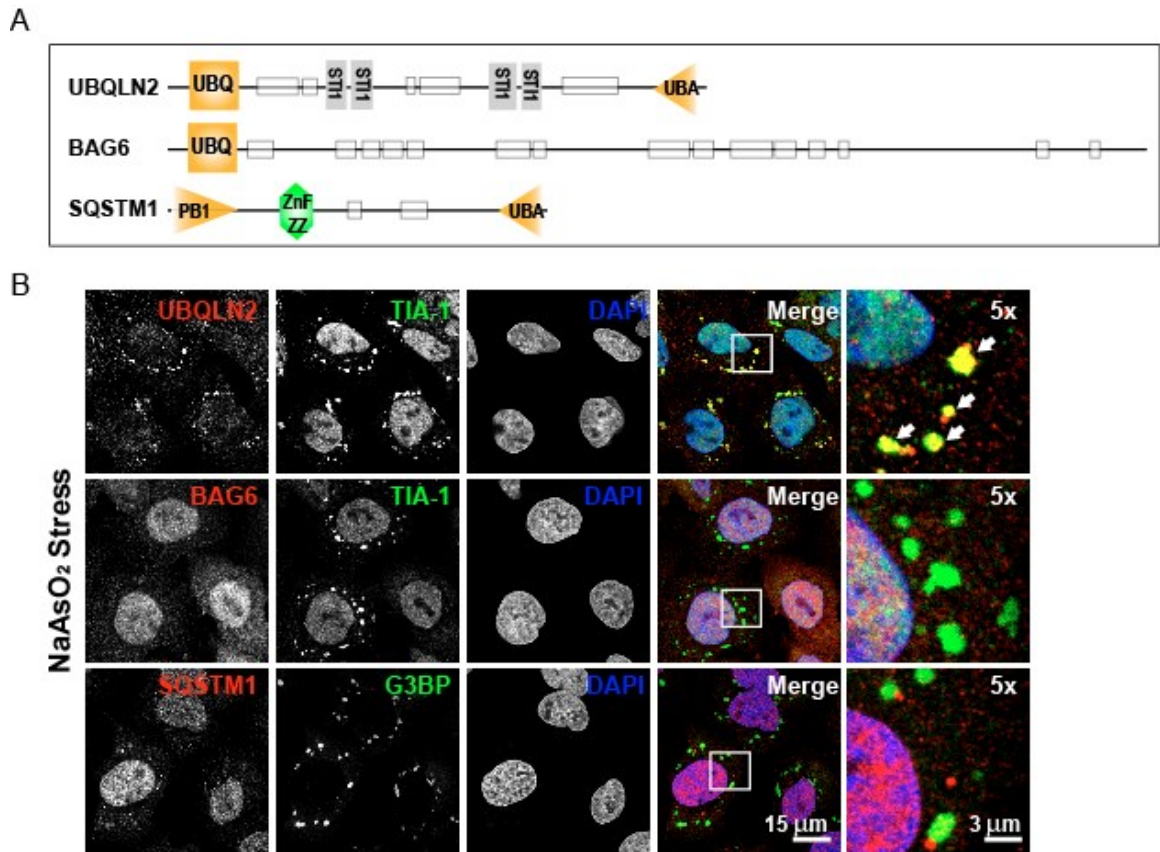 A
UBQLN2 UBQ STI1 STI1 STI1 STI1 UBA
BAG6 UBQ
SQSTM1 PB1 ZnF ZZ UBA
B
NaAsO₂ Stress
UBQLN2 TIA-1 DAPI Merge 5x
BAG6 TIA-1 DAPI Merge 5x
SQSTM1 G3BP DAPI Merge 5x
15 µm 3 µm